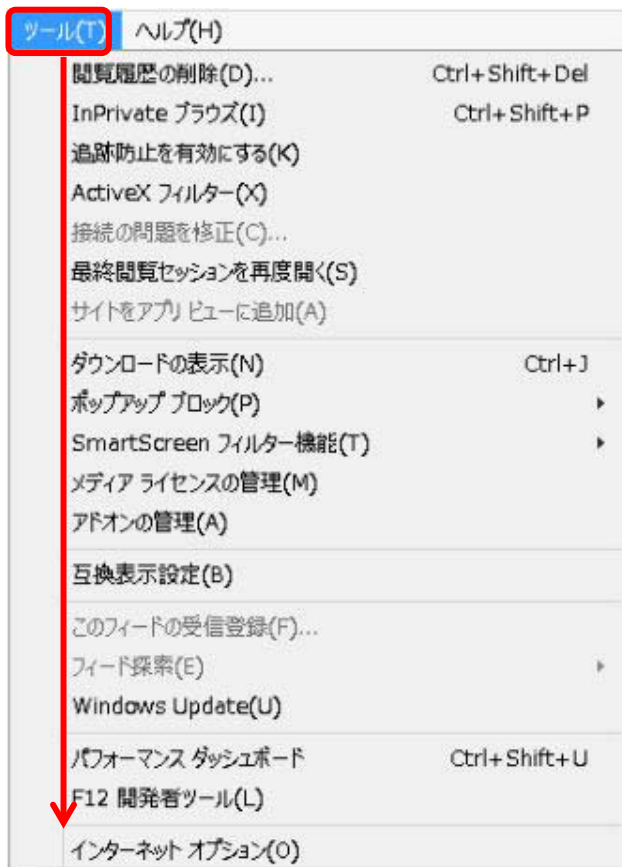 ツール(T) ヘルプ(H)
閲覧履歴の削除(D)... Ctrl+Shift+Del
InPrivate ブラウズ(I) Ctrl+Shift+P
追跡防止を有効にする(K)
ActiveX フィルター(X)
接続の問題を修正(C)...
最終閲覧セッションを再度開く(S)
サイトをアプリ ビューに追加(A)
ダウンロードの表示(N) Ctrl+J
ポップアップ ブロック(P)
SmartScreen フィルター機能(T)
メディア ライセンスの管理(M)
アドオンの管理(A)
互換表示設定(B)
このフィードの受信登録(F)...
フィード探索(E)
Windows Update(U)
パフォーマンス ダッシュボード Ctrl+Shift+U
F12 開発者ツール(L)
インターネット オプション(O)